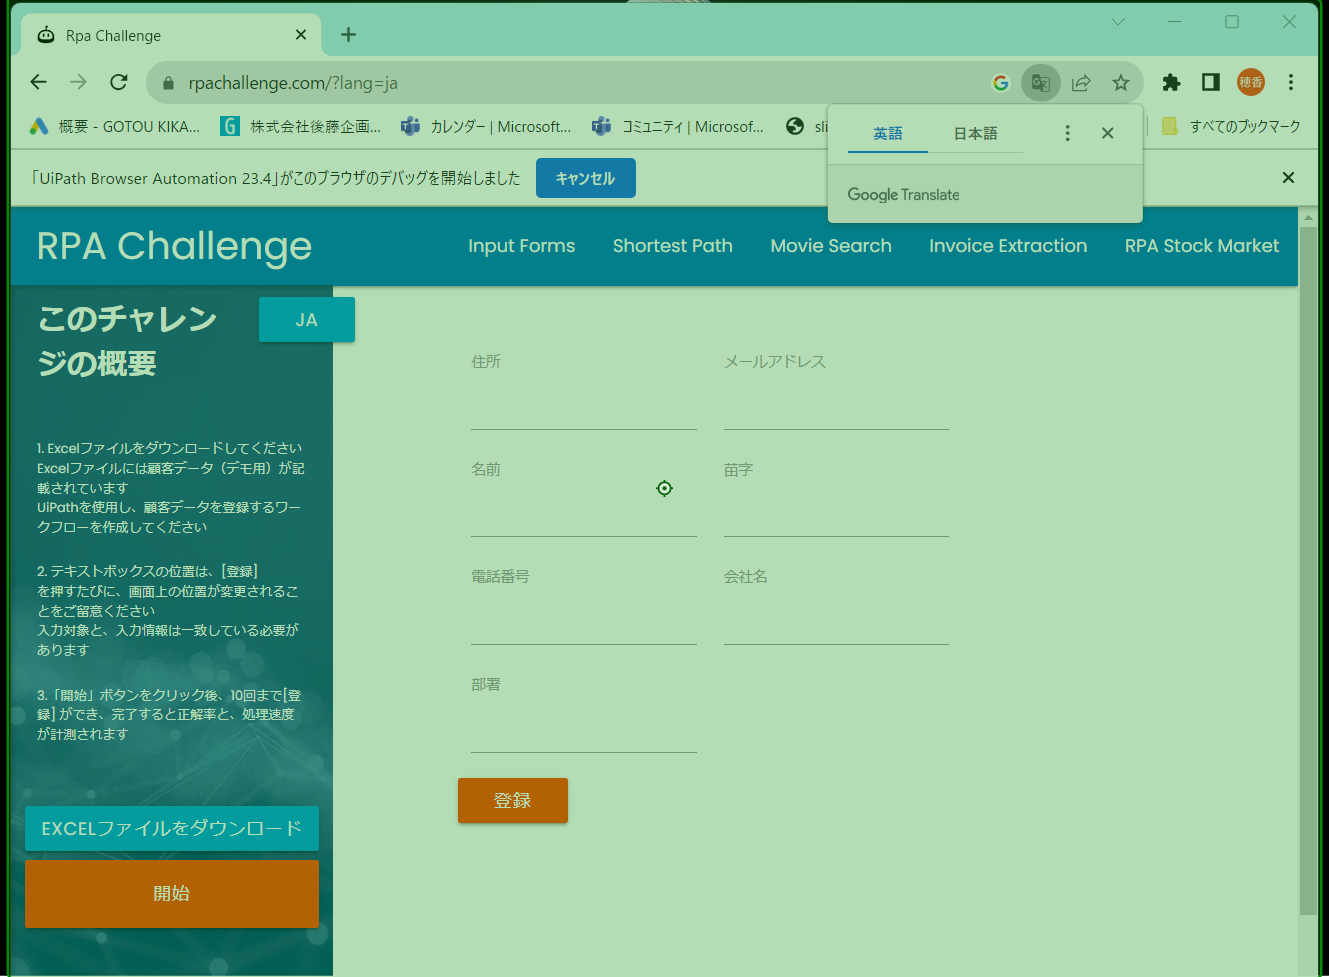 Rpa Challenge
rpachallenge.com/?lang=ja
穂香
概要 - GOTOU KIKA...
株式会社後藤企画...
カレンダー | Microsoft...
コミュニティ | Microsof...
sli
すべてのブックマーク
英語
日本語
Google Translate
「UiPath Browser Automation 23.4」がこのブラウザのデバッグを開始しました
キャンセル
RPA Challenge
Input Forms
Shortest Path
Movie Search
Invoice Extraction
RPA Stock Market
このチャレン
ジの概要
JA
1. Excelファイルをダウンロードしてください
Excelファイルには顧客データ（デモ用）が記
載されています
UiPathを使用し、顧客データを登録するワー
クフローを作成してください
2. テキストボックスの位置は、[登録]
を押すたびに、画面上の位置が変更されるこ
とをご留意ください
入力対象と、入力情報は一致している必要が
あります
3.「開始」ボタンをクリック後、10回まで[登
録] ができ、完了すると正解率と、処理速度
が計測されます
EXCELファイルをダウンロード
開始
住所
メールアドレス
名前
苗字
電話番号
会社名
部署
登録